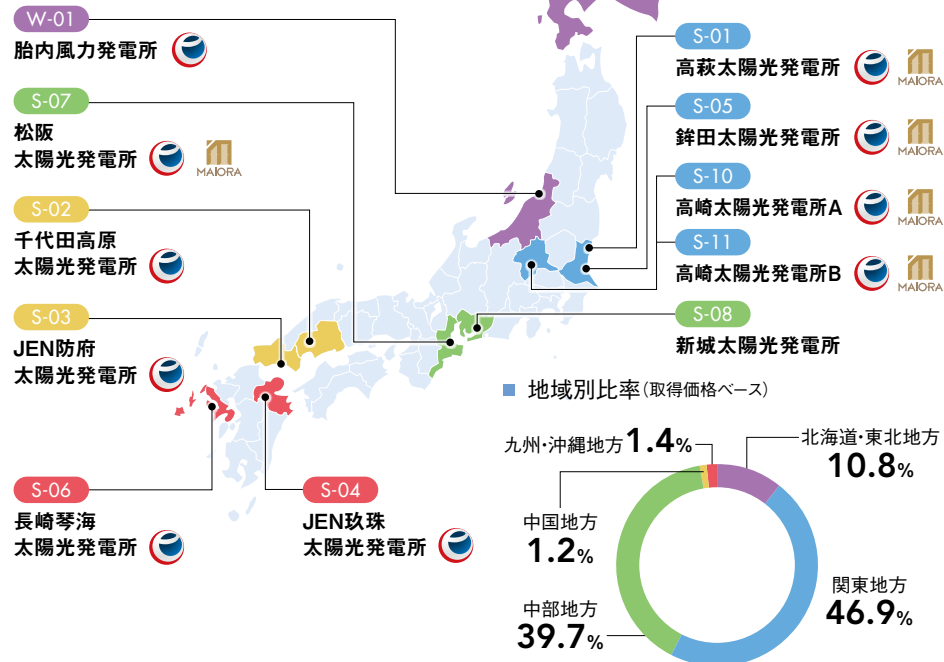 W-01
胎内風力発電所
S-07
松阪
太陽光発電所
MAIORA
S-02
千代田高原
太陽光発電所
S-03
JEN防府
太陽光発電所
S-06
長崎琴海
太陽光発電所
S-04
JEN玖珠
太陽光発電所
S-01
高萩太陽光発電所
MAIORA
S-05
鉾田太陽光発電所
MAIORA
S-10
高崎太陽光発電所A
MAIORA
S-11
高崎太陽光発電所B
MAIORA
S-08
新城太陽光発電所
地域別比率(取得価格ベース)
九州・沖縄地方 1.4%
北海道・東北地方
10.8%
中国地方
1.2%
関東地方
46.9%
中部地方
39.7%